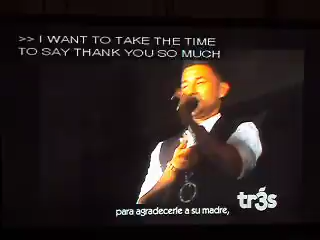 >> I WANT TO TAKE THE TIME
TO SAY THANK YOU SO MUCH
tr3s
para agradecerle a su madre,